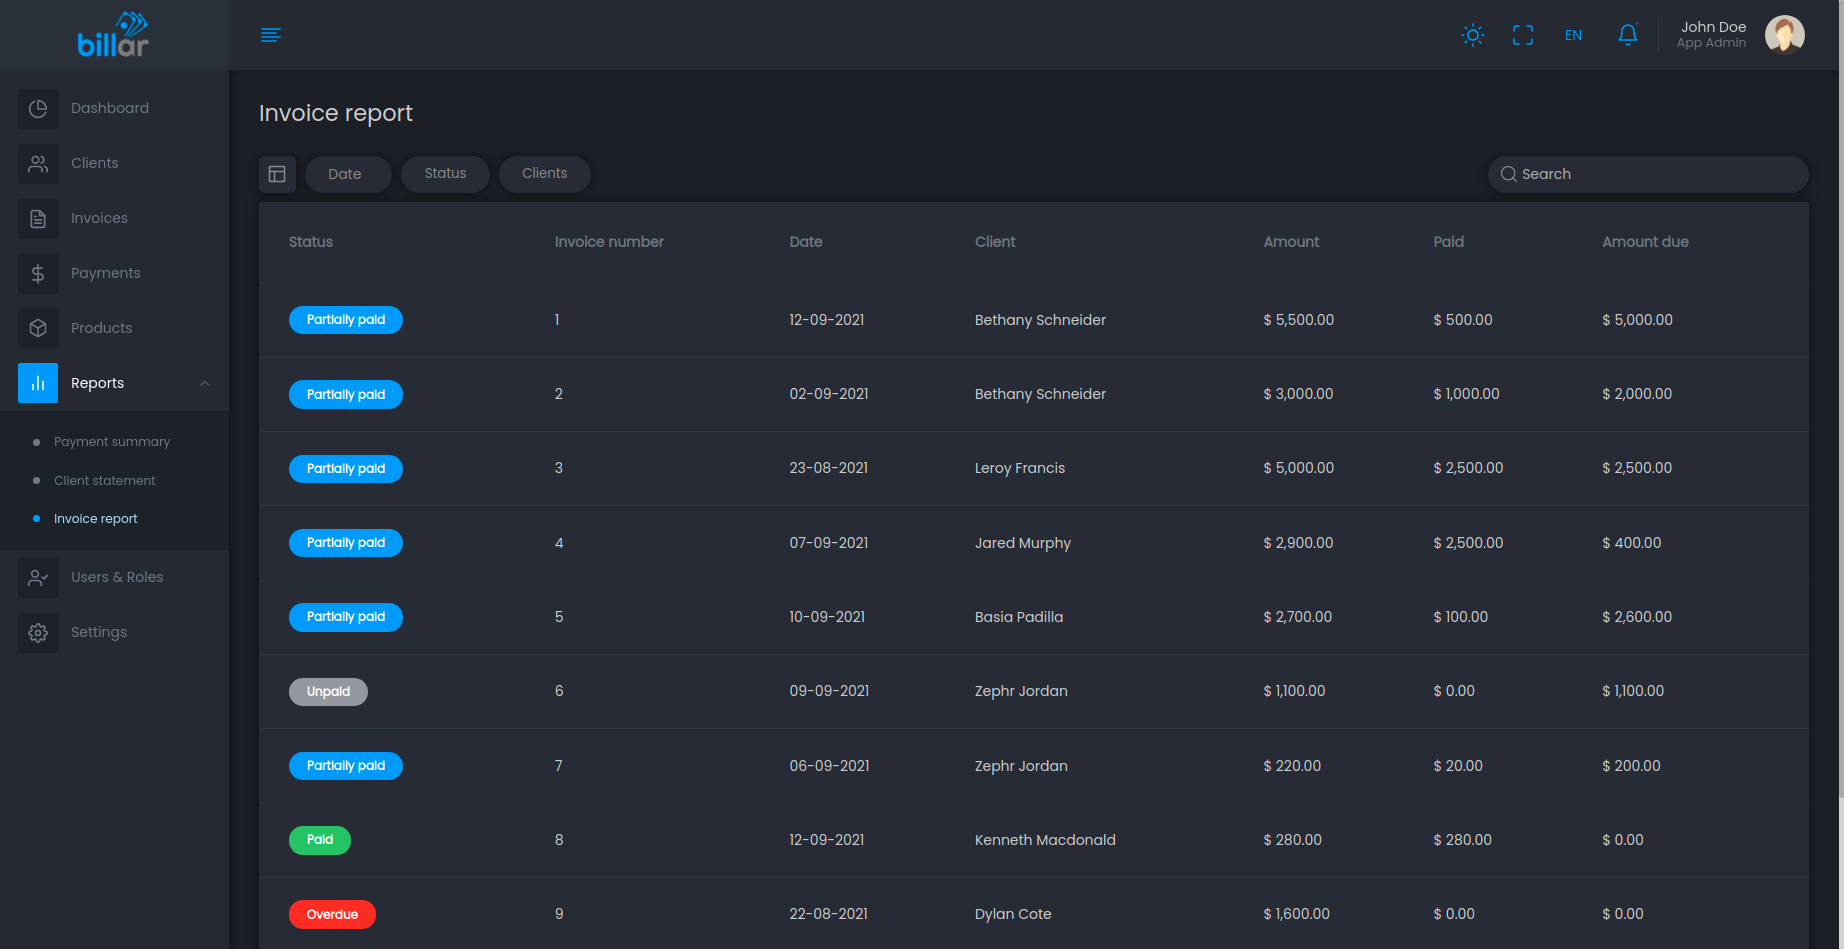 billar
EN
John Doe
App Admin
Dashboard
Clients
Invoices
Payments
Products
Reports
Payment summary
Client statement
Invoice report
Users & Roles
Settings
Invoice report
Date Status Clients Search
Status Invoice number Date Client Amount Paid Amount due
Partially paid 1 12-09-2021 Bethany Schneider $ 5,500.00 $ 500.00 $ 5,000.00
Partially paid 2 02-09-2021 Bethany Schneider $ 3,000.00 $ 1,000.00 $ 2,000.00
Partially paid 3 23-08-2021 Leroy Francis $ 5,000.00 $ 2,500.00 $ 2,500.00
Partially paid 4 07-09-2021 Jared Murphy $ 2,900.00 $ 2,500.00 $ 400.00
Partially paid 5 10-09-2021 Basia Padilla $ 2,700.00 $ 100.00 $ 2,600.00
Unpaid 6 09-09-2021 Zephr Jordan $ 1,100.00 $ 0.00 $ 1,100.00
Partially paid 7 06-09-2021 Zephr Jordan $ 220.00 $ 20.00 $ 200.00
Paid 8 12-09-2021 Kenneth Macdonald $ 280.00 $ 280.00 $ 0.00
Overdue 9 22-08-2021 Dylan Cote $ 1,600.00 $ 0.00 $ 0.00